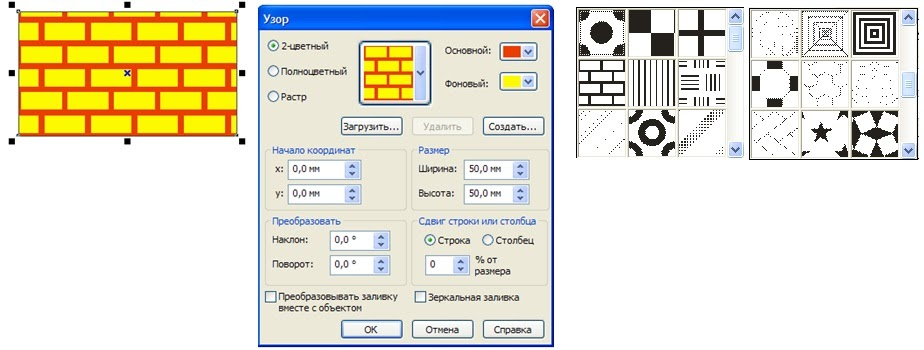 Узор
2-цветный
Полноцветный
Растр
Основной:
Фоновый:
Загрузить... Удалить Создать...
Начало координат
x: 0,0 мм
y: 0,0 мм
Размер
Ширина: 50,0 мм
Высота: 50,0 мм
Преобразовать
Наклон: 0,0 °
Поворот: 0,0 °
Сдвиг строки или столбца
Строка Столбец
0 % от
размера
Преобразовывать заливку
вместе с объектом
Зеркальная заливка
OK Отмена Справка